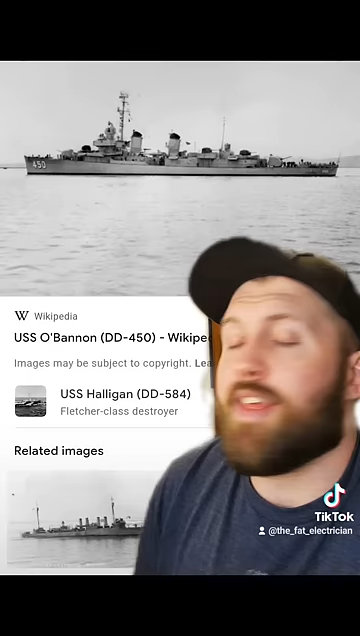 450
W Wikipedia
USS O'Bannon (DD-450) - Wikipe
Images may be subject to copyright. Lea
USS Halligan (DD-584)
Fletcher-class destroyer
Related images
TikTok
@the_fat_electrician